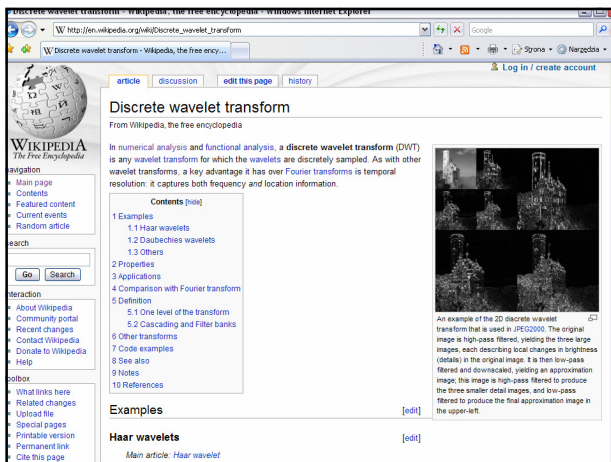 Discrete wavelet transform - Wikipedia, the free encyclopedia - Windows Internet Explorer
W http://en.wikipedia.org/wiki/Discrete_wavelet_transform
Google
W Discrete wavelet transform - Wikipedia, the free ency...
Strona
Narzędzia
Log in / create account
article
discussion
edit this page
history
WIKIPEDIA
The Free Encyclopedia
navigation
Main page
Contents
Featured content
Current events
Random article
search
Go
Search
interaction
About Wikipedia
Community portal
Recent changes
Contact Wikipedia
Donate to Wikipedia
Help
toolbox
What links here
Related changes
Upload file
Special pages
Printable version
Permanent link
Cite this page
Discrete wavelet transform
From Wikipedia, the free encyclopedia
In numerical analysis and functional analysis, a discrete wavelet transform (DWT)
is any wavelet transform for which the wavelets are discretely sampled. As with other
wavelet transforms, a key advantage it has over Fourier transforms is temporal
resolution: it captures both frequency and location information.
Contents [hide]
1 Examples
1.1 Haar wavelets
1.2 Daubechies wavelets
1.3 Others
2 Properties
3 Applications
4 Comparison with Fourier transform
5 Definition
5.1 One level of the transform
5.2 Cascading and Filter banks
6 Other transforms
7 Code examples
8 See also
9 Notes
10 References
An example of the 2D discrete wavelet
transform that is used in JPEG2000. The original
image is high-pass filtered, yielding the three large
images, each describing local changes in brightness
(details) in the original image. It is then low-pass
filtered and downscaled, yielding an approximation
image; this image is high-pass filtered to produce
the three smaller detail images, and low-pass
filtered to produce the final approximation image in
the upper-left.
Examples
[edit]
Haar wavelets
[edit]
Main article: Haar wavelet